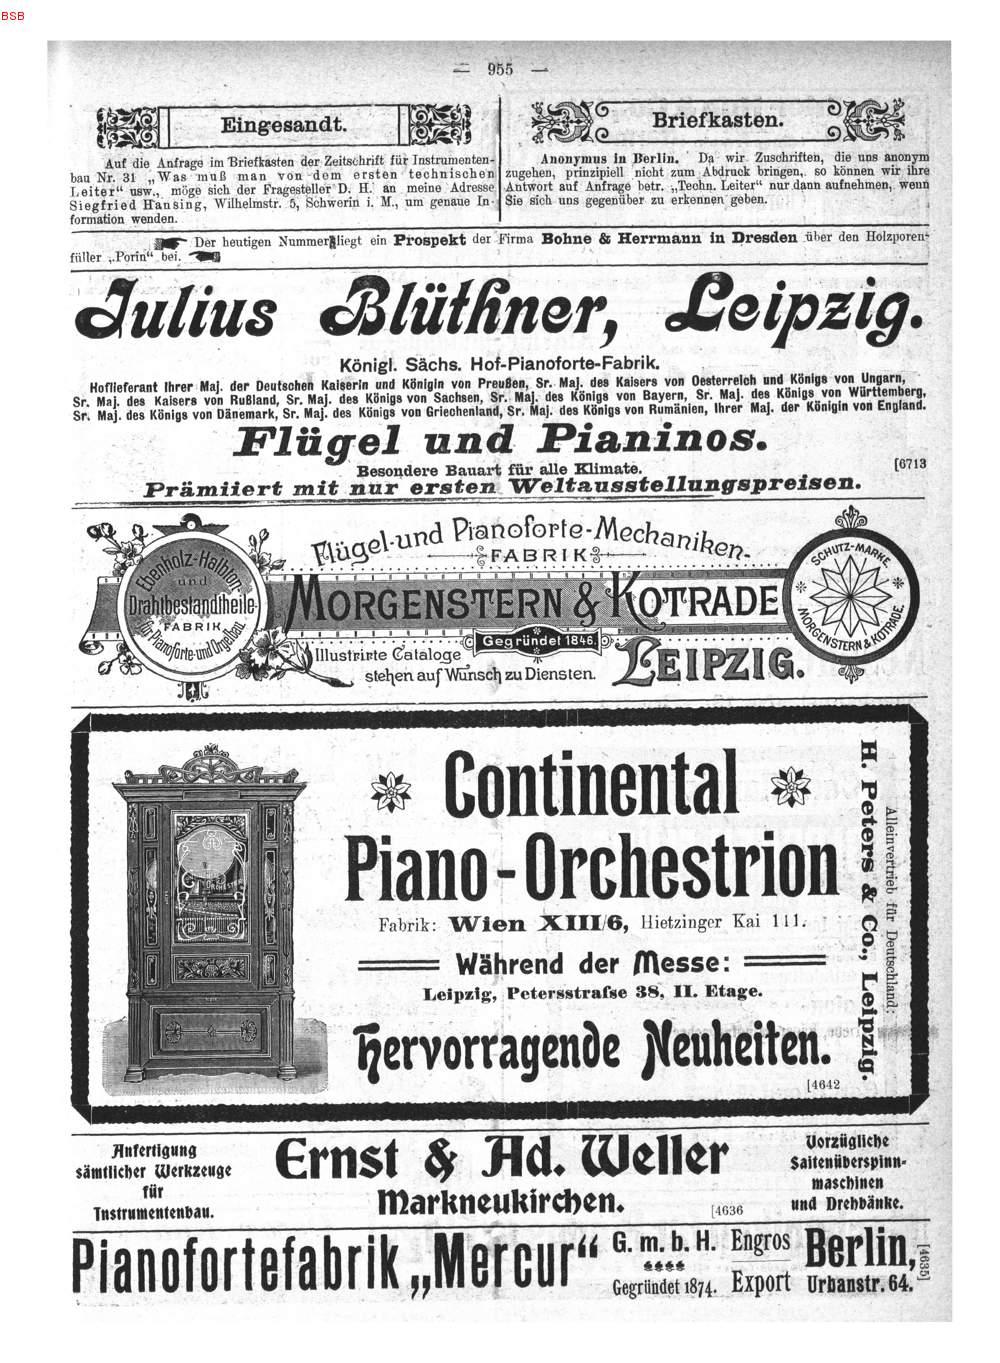 BSB
— 955 —
Eingesandt.
Auf die Anfrage im Briefkasten der Zeitschrift für Instrumenten-
bau Nr. 31 „Was muß man von dem ersten technischen
Leiter“ usw., möge sich der Fragesteller D. H. an meine Adresse
Siegfried Hansing, Wilhelmstr. 5, Schwerin i. M., um genaue In-
formation wenden.
Briefkasten.
Anonymus in Berlin. Da wir Zuschriften, die uns anonym
zugehen, prinzipiell nicht zum Abdruck bringen, so können wir ihre
Antwort auf Anfrage betr. „Techn. Leiter“ nur dann aufnehmen, wenn
Sie sich uns gegenüber zu erkennen geben.
Der heutigen Nummer liegt ein Prospekt der Firma Bohne & Herrmann in Dresden über den Holzporen-
füller „Porin“ bei.
Julius Blüthner, Leipzig.
Königl. Sächs. Hof-Pianoforte-Fabrik.
Hoflieferant Ihrer Maj. der Deutschen Kaiserin und Königin von Preußen, Sr. Maj. des Kaisers von Oesterreich und Königs von Ungarn,
Sr. Maj. des Kaisers von Rußland, Sr. Maj. des Königs von Sachsen, Sr. Maj. des Königs von Bayern, Sr. Maj. des Königs von Württemberg,
Sr. Maj. des Königs von Dänemark, Sr. Maj. des Königs von Griechenland, Sr. Maj. des Königs von Rumänien, Ihrer Maj. der Königin von England.
Flügel und Pianinos.
Besondere Bauart für alle Klimate.
[6713
Prämiiert mit nur ersten Weltausstellungspreisen.
Ebenholz-Halbton-
und
Drahtbestandtheile-
FABRIK
für Pianoforte-und Orgelbau.
Flügel-und Pianoforte-Mechaniken-
FABRIK
MORGENSTERN & KOTRADE
Gegründet 1846.
Illustrirte Cataloge
stehen auf Wunsch zu Diensten.
LEIPZIG.
SCHUTZ-MARKE
MORGENSTERN & KOTRADE.
ORCHESTRION
Continental
Piano-Orchestrion
Fabrik: Wien XIII/6, Hietzinger Kai 111.
Während der Messe:
Leipzig, Petersstrafse 38, II. Etage.
Hervorragende Neuheiten.
[4642
Alleinvertrieb für Deutschland:
H. Peters & Co., Leipzig.
Anfertigung
sämtlicher Werkzeuge
für
Instrumentenbau.
Ernst & Ad. Weller
Markneukirchen.
[4636
Vorzügliche
Saitenüberspinn-
maschinen
und Drehbänke.
Pianofortefabrik „Mercur“
G. m. b. H.
Gegründet 1874.
Engros
Export
Berlin,
Urbanstr. 64.
[4635]